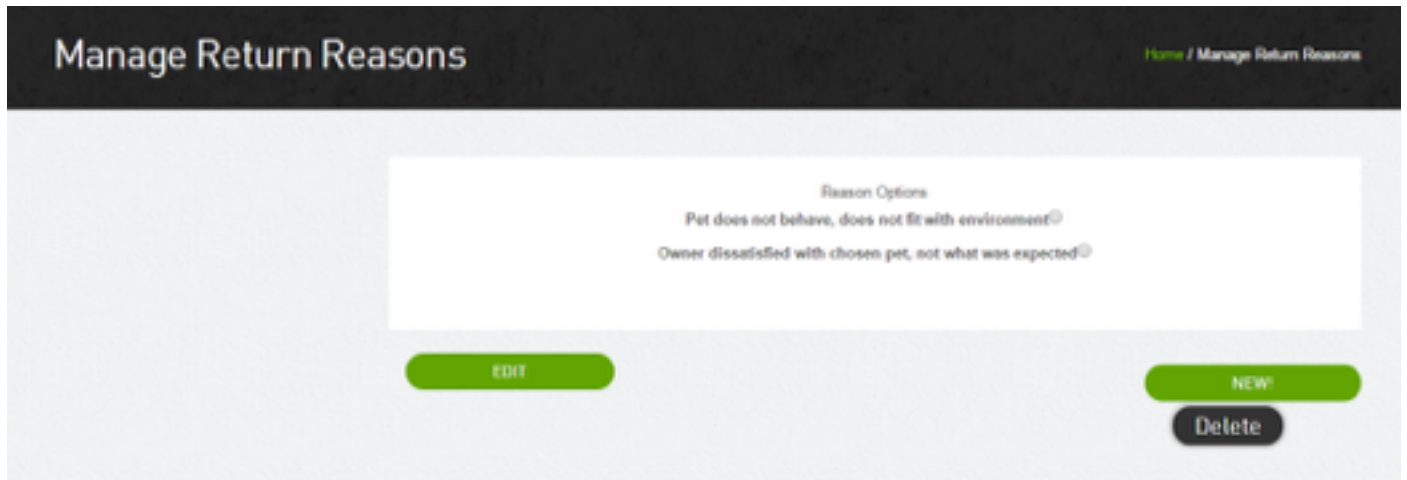 Manage Return Reasons
Home / Manage Return Reasons
Reason Options
Pet does not behave, does not fit with environment
Owner dissatisfied with chosen pet, not what was expected
EDIT
NEW!
Delete